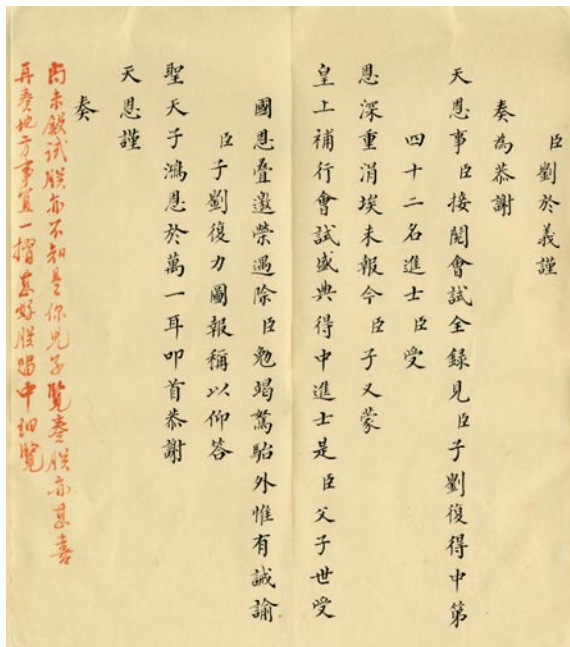 臣劉於義謹
奏為恭謝
天恩事臣接閱會試全録見臣子劉復得中第
四十二名進士臣受
恩深重涓埃未報今臣子又蒙
皇上補行會試盛典得中進士是臣父子世受
國恩疊邀榮遇除臣勉竭駑駘外惟有誡諭
臣子劉復力圖報稱以仰答
聖天子鴻恩於萬一耳叩首恭謝
天恩謹
奏
尚未殿試朕亦不知是你兒子覽奏朕亦甚喜
再奏地方事宜一摺甚好朕留中細覽